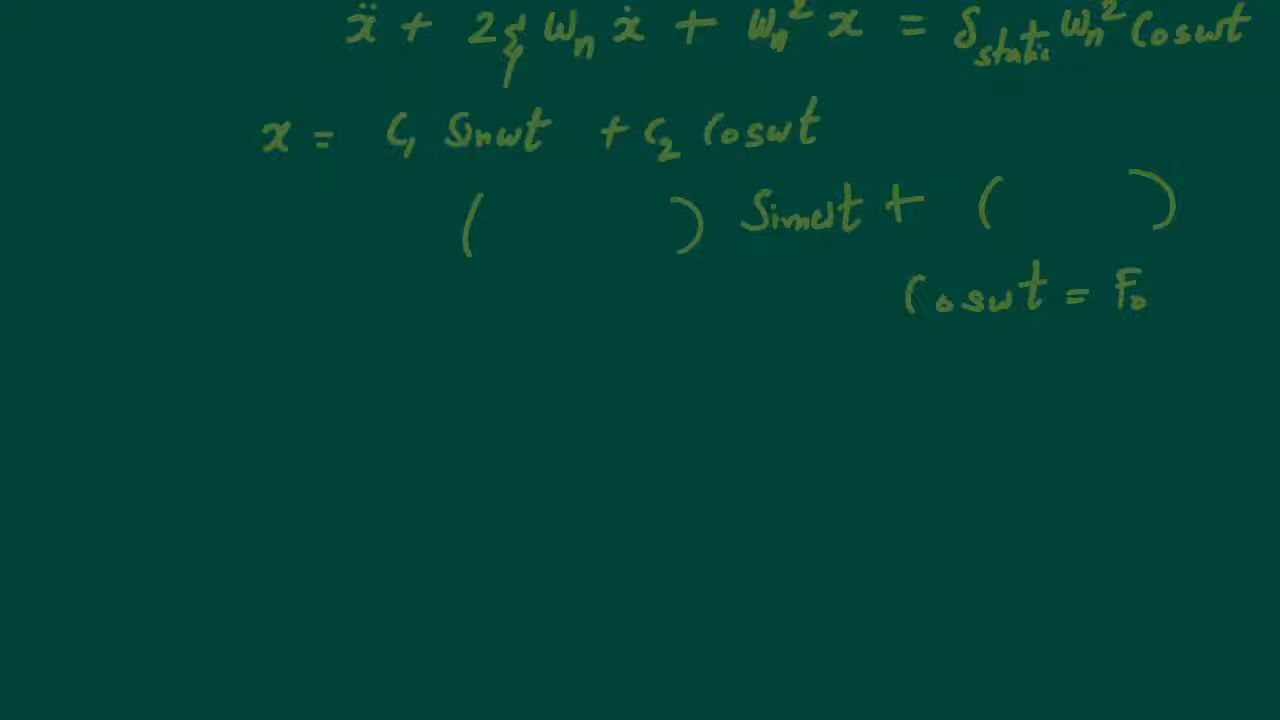 ẍ + 2ξ ωn ẋ + ωn² x = δstatic ωn² Cosωt
x = C1 Sinωt + C2 Cosωt
( ) Sinωt + ( )
Cosωt = F0